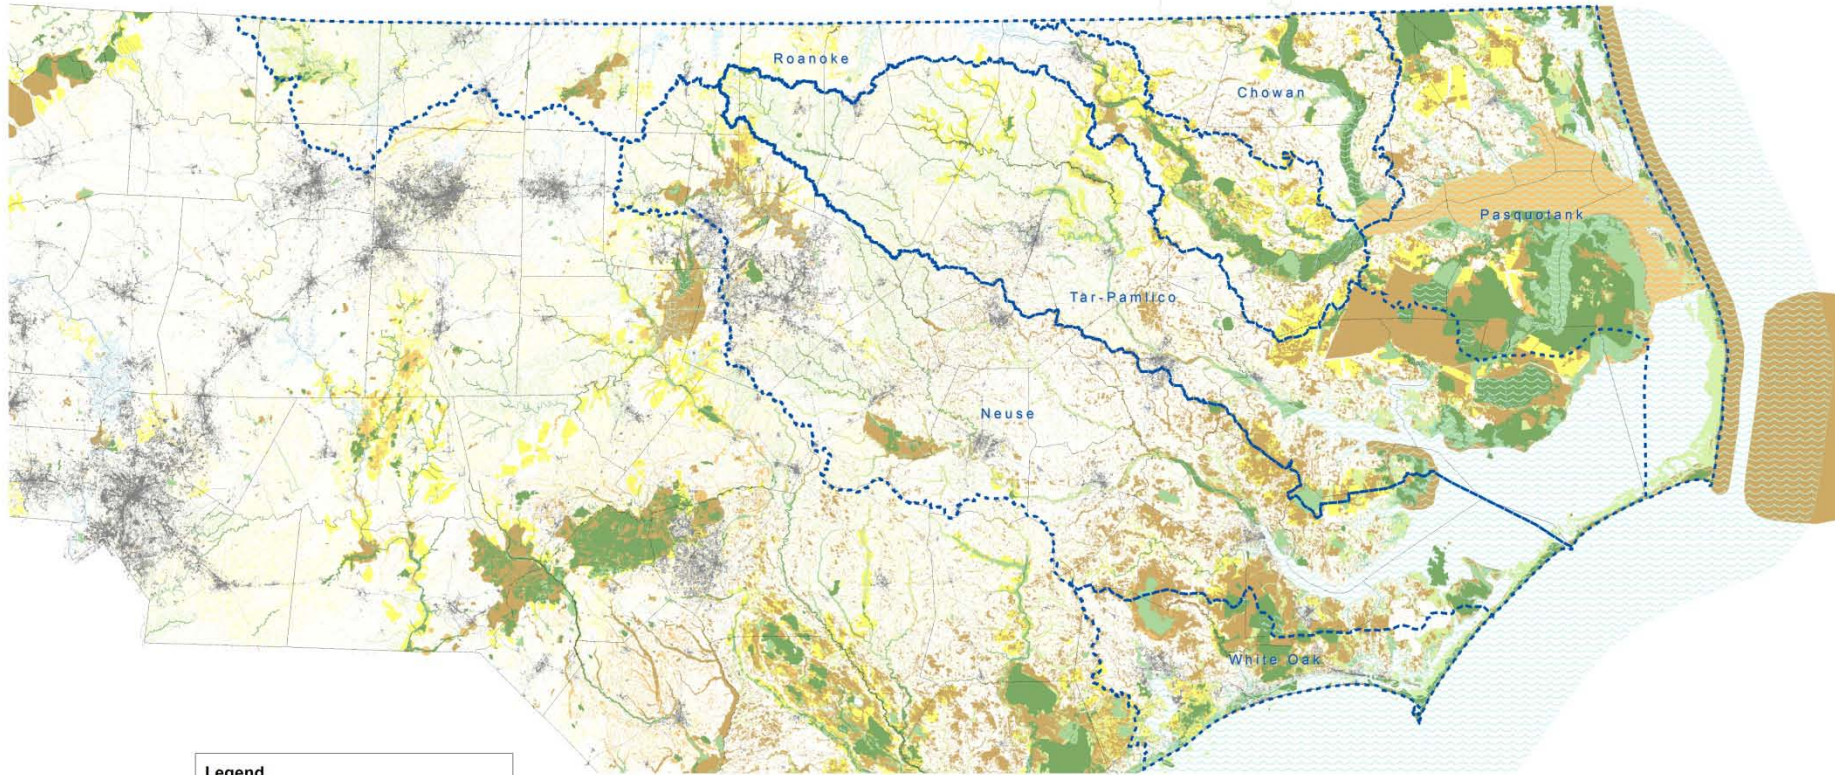 Roanoke
Chowan
Pasquotank
Tar-Pamlico
Neuse
White Oak
Legend